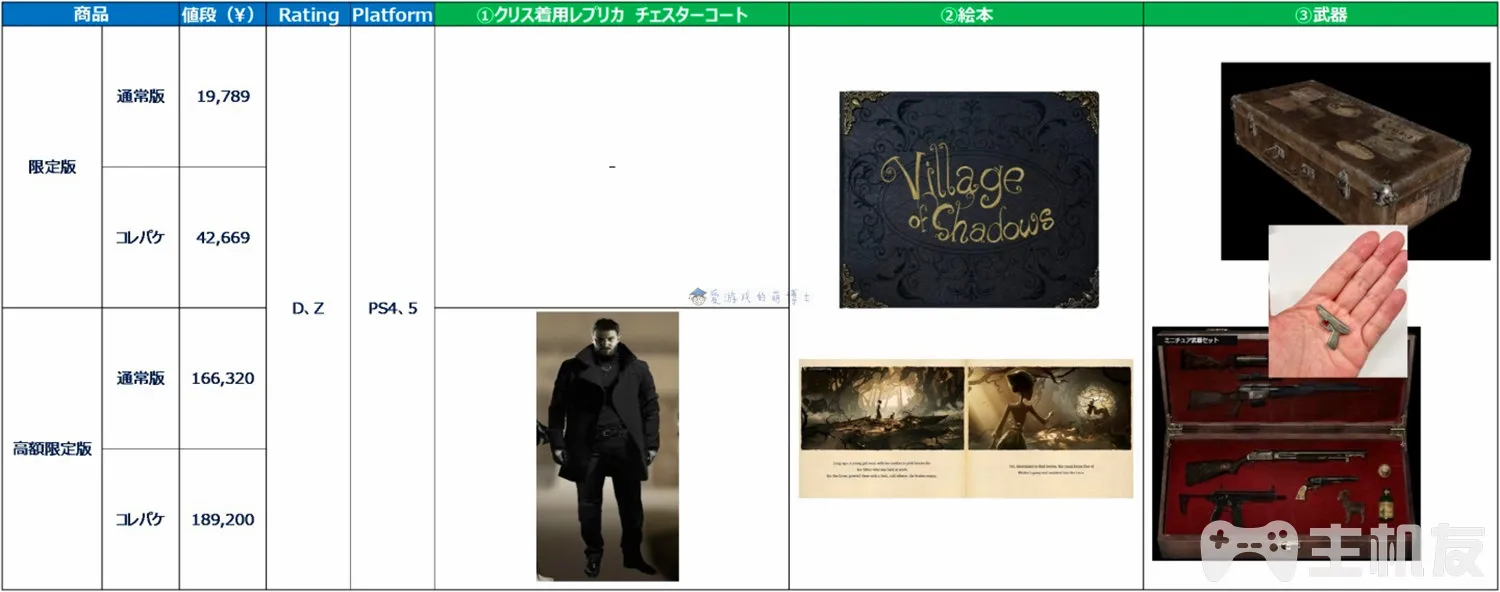 商品
値段（¥）
Rating
Platform
①クリス着用レプリカ チェスターコート
②絵本
③武器
限定版
通常版
19,789
コレパケ
42,669
高額限定版
通常版
166,320
コレパケ
189,200
D、Z
PS4、5
-
Village
of Shadows
爱游戏的萌博士
ミニチュア武器セット
主机友